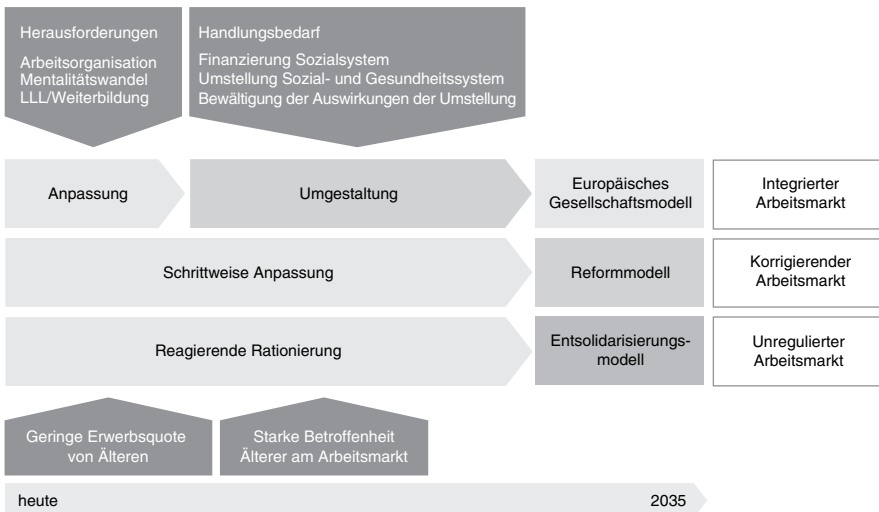 Herausforderungen
Arbeitsorganisation
Mentalitätswandel
LLL/Weiterbildung
Handlungsbedarf
Finanzierung Sozialsystem
Umstellung Sozial- und Gesundheitssystem
Bewältigung der Auswirkungen der Umstellung
Anpassung
Umgestaltung
Europäisches
Gesellschaftsmodell
Integrierter
Arbeitsmarkt
Schrittweise Anpassung
Reformmodell
Korrigierender
Arbeitsmarkt
Reagierende Rationierung
Entsolidarisierungs-
modell
Unregulierter
Arbeitsmarkt
Geringe Erwerbsquote
von Älteren
Starke Betroffenheit
Älterer am Arbeitsmarkt
heute
2035